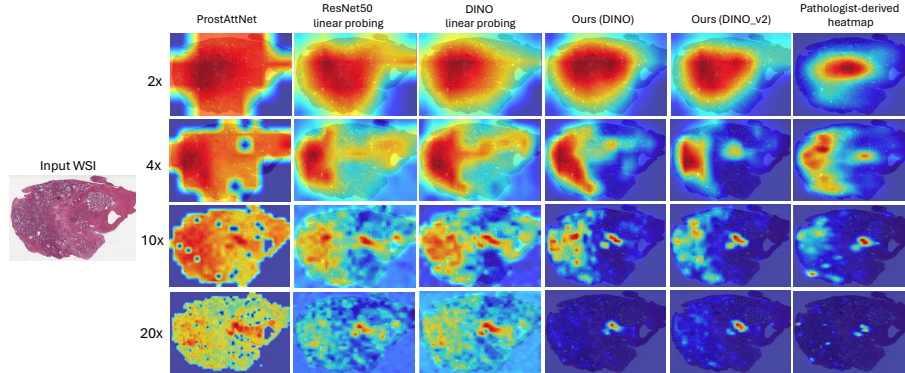 ProstAttNet
ResNet50
linear probing
DINO
linear probing
Ours (DINO)
Ours (DINO_v2)
Pathologist-derived
heatmap
2x
4x
Input WSI
10x
20x